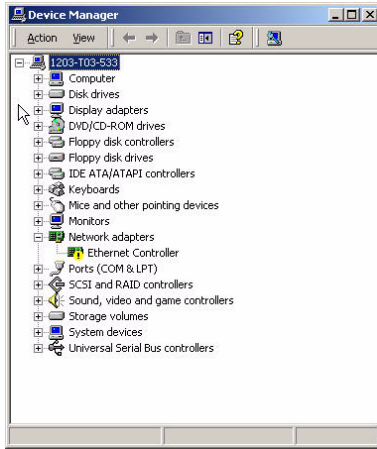 Device Manager
Action View
1203-T03-533
Computer
Disk drives
Display adapters
DVD/CD-ROM drives
Floppy disk controllers
Floppy disk drives
IDE ATA/ATAPI controllers
Keyboards
Mice and other pointing devices
Monitors
Network adapters
Ethernet Controller
Ports (COM & LPT)
SCSI and RAID controllers
Sound, video and game controllers
Storage volumes
System devices
Universal Serial Bus controllers